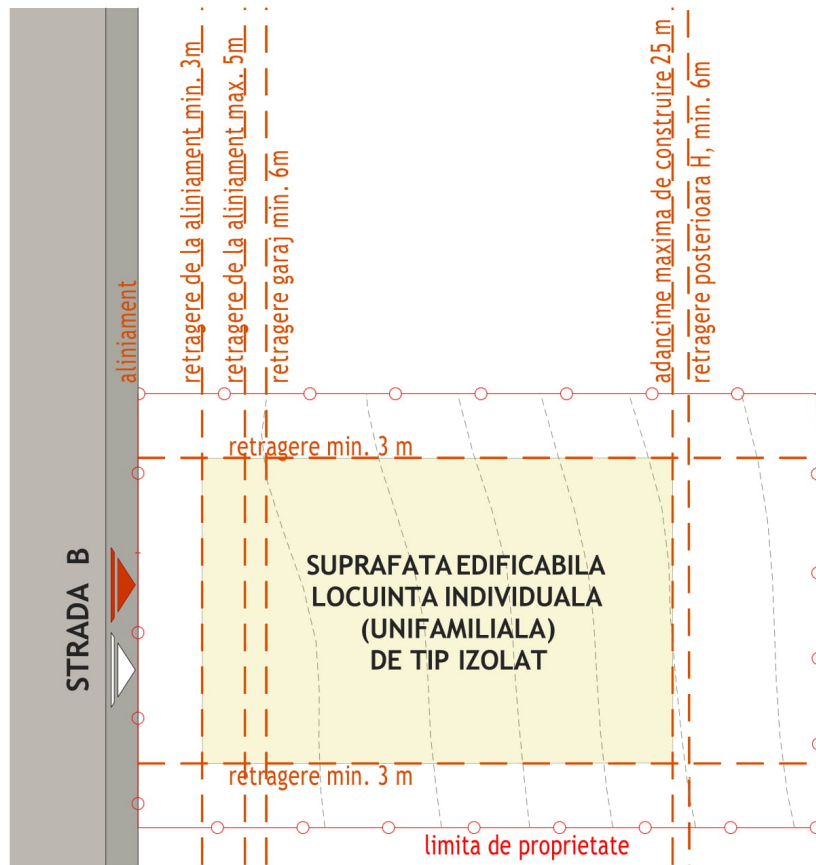 aliniament
retragere de la aliniament min. 3m
retragere de la aliniament max. 5m
retragere garaj min. 6m
adancime maxima de construire 25 m
retragere posterioara H, min. 6m
retragere min. 3 m
STRADA B
SUPRAFATA EDIFICABILA
LOCUINTA INDIVIDUALA
(UNIFAMILIALA)
DE TIP IZOLAT
retragere min. 3 m
limita de proprietate